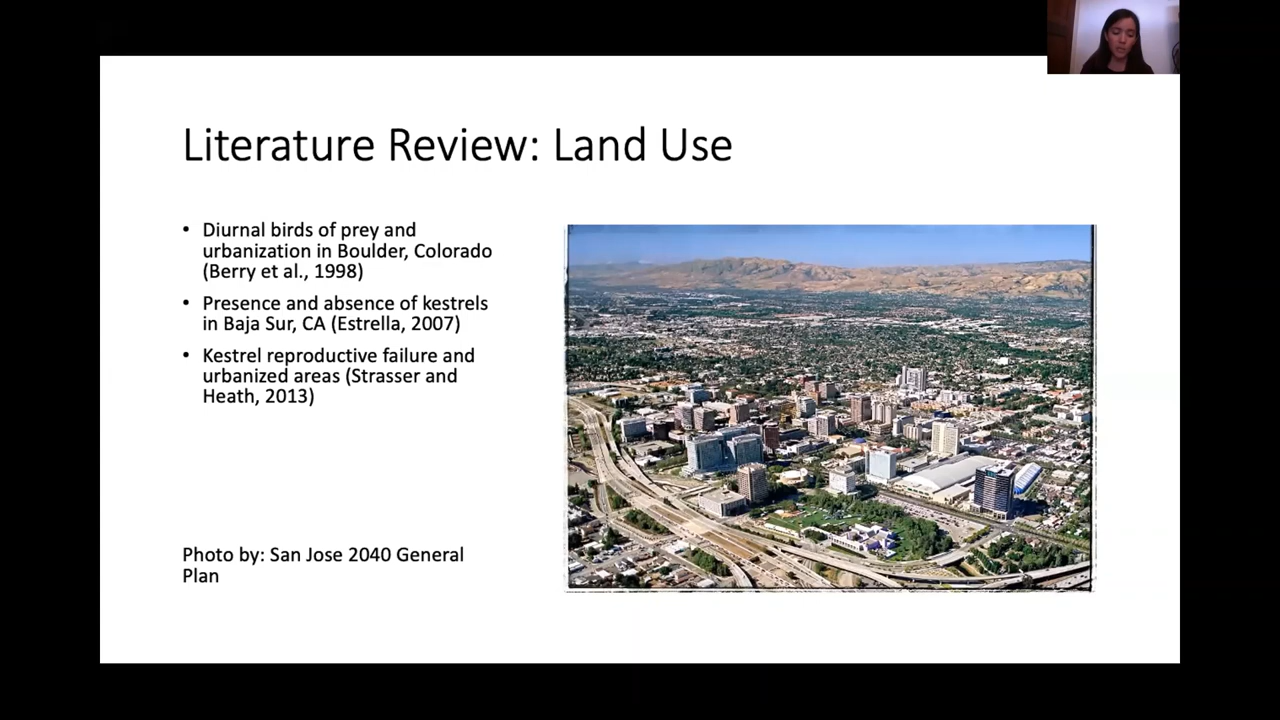 Literature Review: Land Use
• Diurnal birds of prey and
urbanization in Boulder, Colorado
(Berry et al., 1998)
• Presence and absence of kestrels
in Baja Sur, CA (Estrella, 2007)
• Kestrel reproductive failure and
urbanized areas (Strasser and
Heath, 2013)
Photo by: San Jose 2040 General
Plan